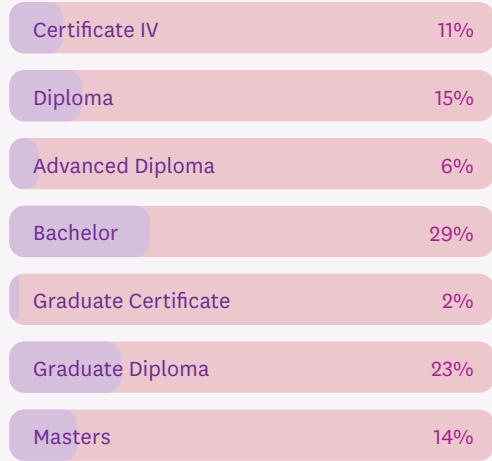 Certificate IV 11%
Diploma 15%
Advanced Diploma 6%
Bachelor 29%
Graduate Certificate 2%
Graduate Diploma 23%
Masters 14%